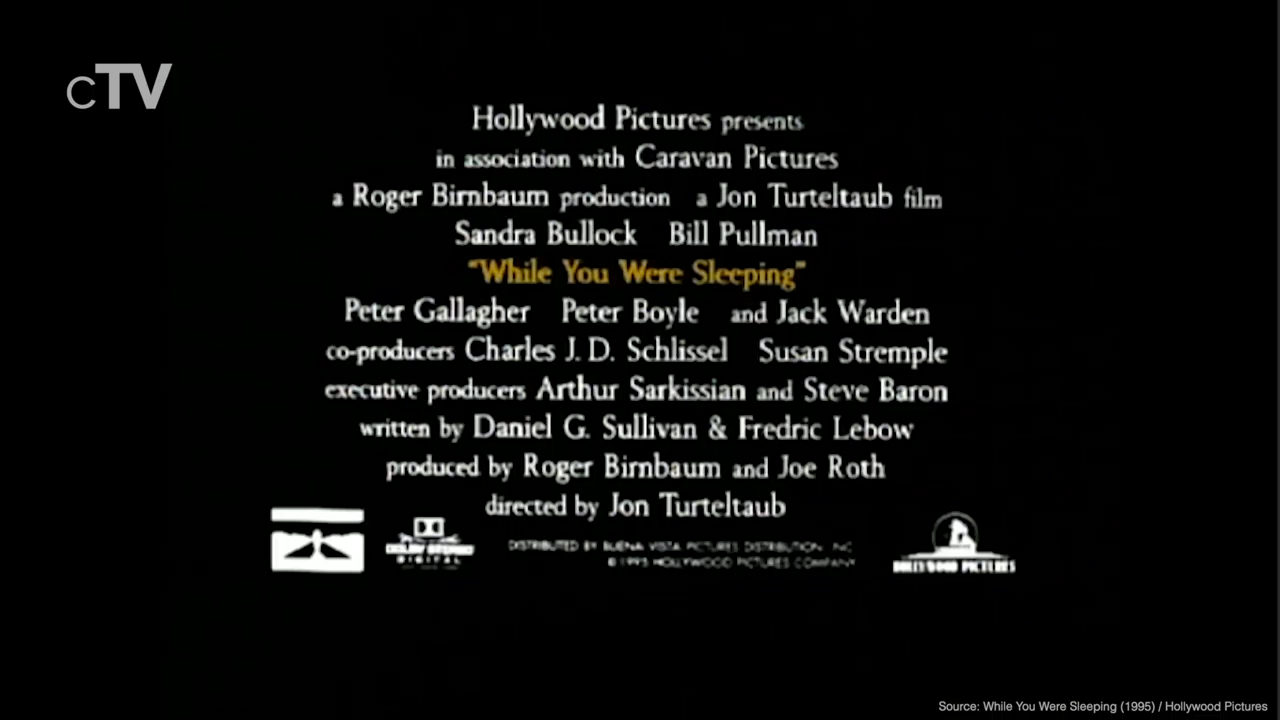 cTV
Hollywood Pictures presents
in association with Caravan Pictures
a Roger Birnbaum production a Jon Turteltaub film
Sandra Bullock Bill Pullman
"While You Were Sleeping"
Peter Gallagher Peter Boyle and Jack Warden
co-producers Charles J. D. Schlissel Susan Stremple
executive producers Arthur Sarkissian and Steve Baron
written by Daniel G. Sullivan & Fredric Lebow
produced by Roger Birnbaum and Joe Roth
directed by Jon Turteltaub
DISTRIBUTED BY BUENA VISTA PICTURES DISTRIBUTION, INC.
©1995 HOLLYWOOD PICTURES COMPANY
DIGITAL
HOLLYWOOD PICTURES
Source: While You Were Sleeping (1995) / Hollywood Pictures